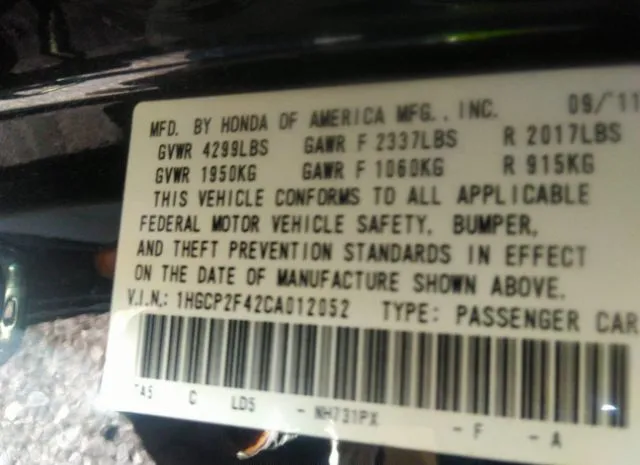 MFD. BY HONDA OF AMERICA MFG., INC. 09/'11
GVWR 4299LBS GAWR F 2337LBS R 2017LBS
GVWR 1950KG GAWR F 1060KG R 915KG
THIS VEHICLE CONFORMS TO ALL APPLICABLE
FEDERAL MOTOR VEHICLE SAFETY, BUMPER,
AND THEFT PREVENTION STANDARDS IN EFFECT
ON THE DATE OF MANUFACTURE SHOWN ABOVE.
V.I.N.: 1HGCP2F42CA012052 TYPE: PASSENGER CAR
TA5 C LD5 - NH731PX - F - A